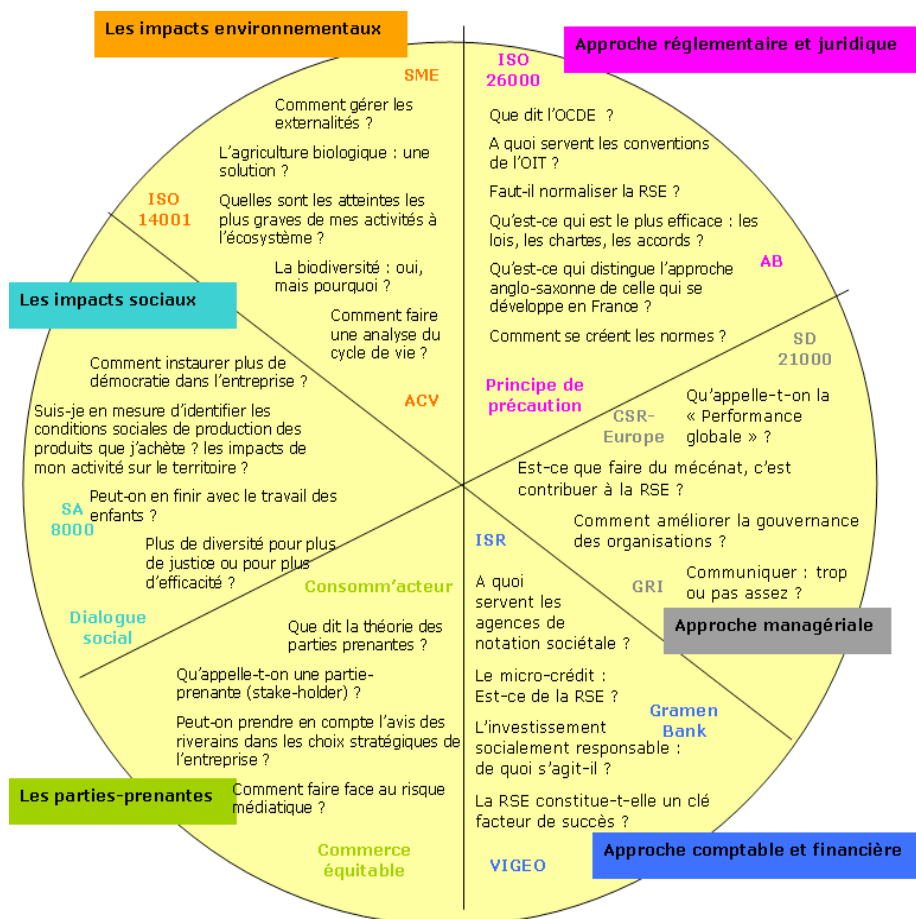 Les impacts environnementaux
SME
Comment gérer les
externalités ?
L'agriculture biologique : une
solution ?
ISO
14001
Quelles sont les atteintes les
plus graves de mes activités à
l'écosystème ?
La biodiversité : oui,
mais pourquoi ?
Comment faire
une analyse du
cycle de vie ?
ACV
Approche réglementaire et juridique
ISO
26000
Que dit l'OCDE ?
A quoi servent les conventions
de l'OIT ?
Faut-il normaliser la RSE ?
Qu'est-ce qui est le plus efficace : les
lois, les chartes, les accords ?
AB
Qu'est-ce qui distingue l'approche
anglo-saxonne de celle qui se
développe en France ?
Comment se créent les normes ?
Principe de
précaution
SD
21000
CSR-
Europe
Qu'appelle-t-on la
« Performance
globale » ?
Est-ce que faire du mécénat, c'est
contribuer à la RSE ?
Comment améliorer la gouvernance
des organisations ?
GRI
Communiquer : trop
ou pas assez ?
Approche managériale
Les impacts sociaux
Comment instaurer plus de
démocratie dans l'entreprise ?
Suis-je en mesure d'identifier les
conditions sociales de production des
produits que j'achète ? les impacts de
mon activité sur le territoire ?
SA
8000
Peut-on en finir avec le travail des
enfants ?
Plus de diversité pour plus
de justice ou pour plus
d'efficacité ?
Dialogue
social
Consomm'acteur
Que dit la théorie des
parties prenantes ?
Qu'appelle-t-on une partie-
prenante (stake-holder) ?
Peut-on prendre en compte l'avis des
riverains dans les choix stratégiques de
l'entreprise ?
Les parties-prenantes
Comment faire face au risque
médiatique ?
Commerce
équitable
ISR
A quoi
servent les
agences de
notation sociétale ?
Le micro-crédit :
Est-ce de la RSE ?
Gramen
Bank
L'investissement
socialement responsable :
de quoi s'agit-il ?
La RSE constitue-t-elle un clé
facteur de succès ?
VIGEO
Approche comptable et financière